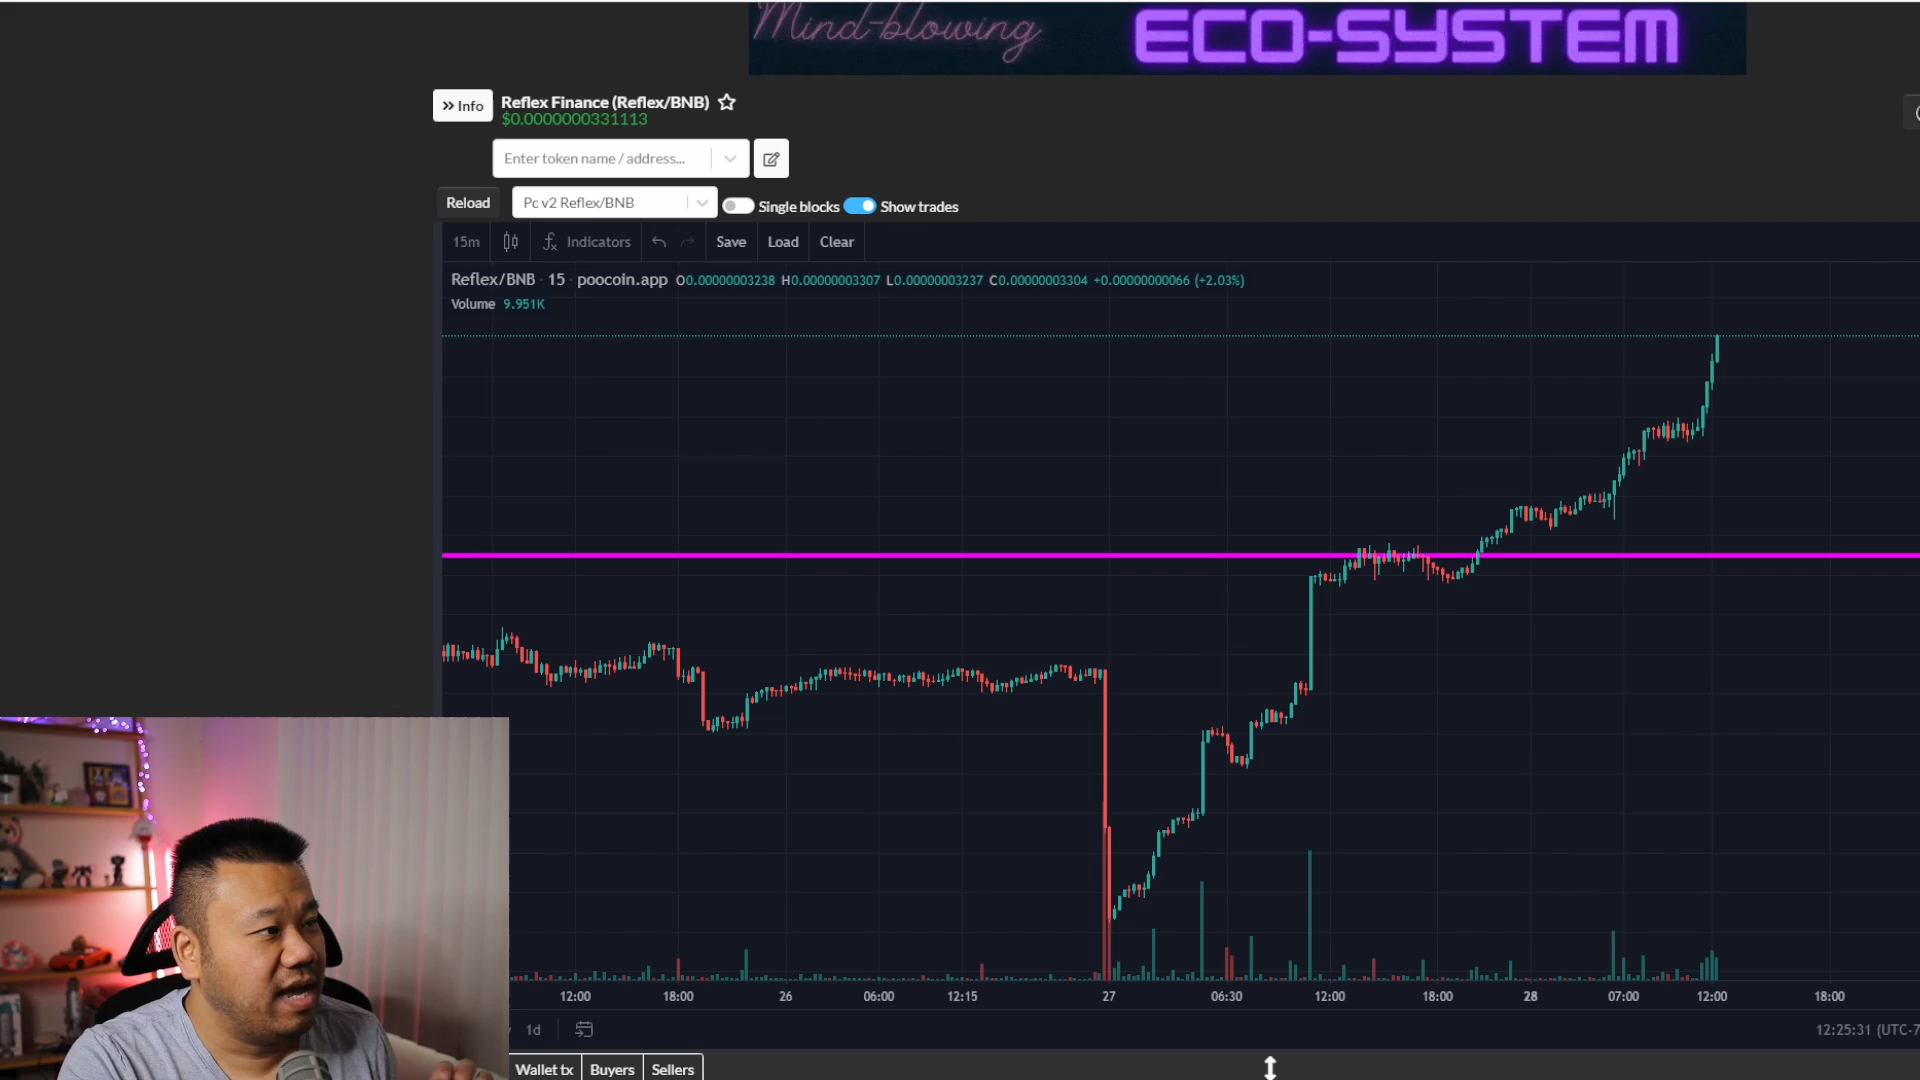 Mind-blowing ECO-SYSTEM
Info
Reflex Finance (Reflex/BNB)
$0.0000000331113
Enter token name / address...
Reload
Pc v2 Reflex/BNB
Single blocks
Show trades
15m
Indicators
Save
Load
Clear
Reflex/BNB · 15 · poocoin.app O0.00000003238 H0.00000003307 L0.00000003237 C0.00000003304 +0.00000000066 (+2.03%)
Volume 9.951K
12:00 18:00 26 06:00 12:15 27 06:30 12:00 18:00 28 07:00 12:00 18:00
1d
12:25:31 (UTC-7
Wallet tx
Buyers
Sellers